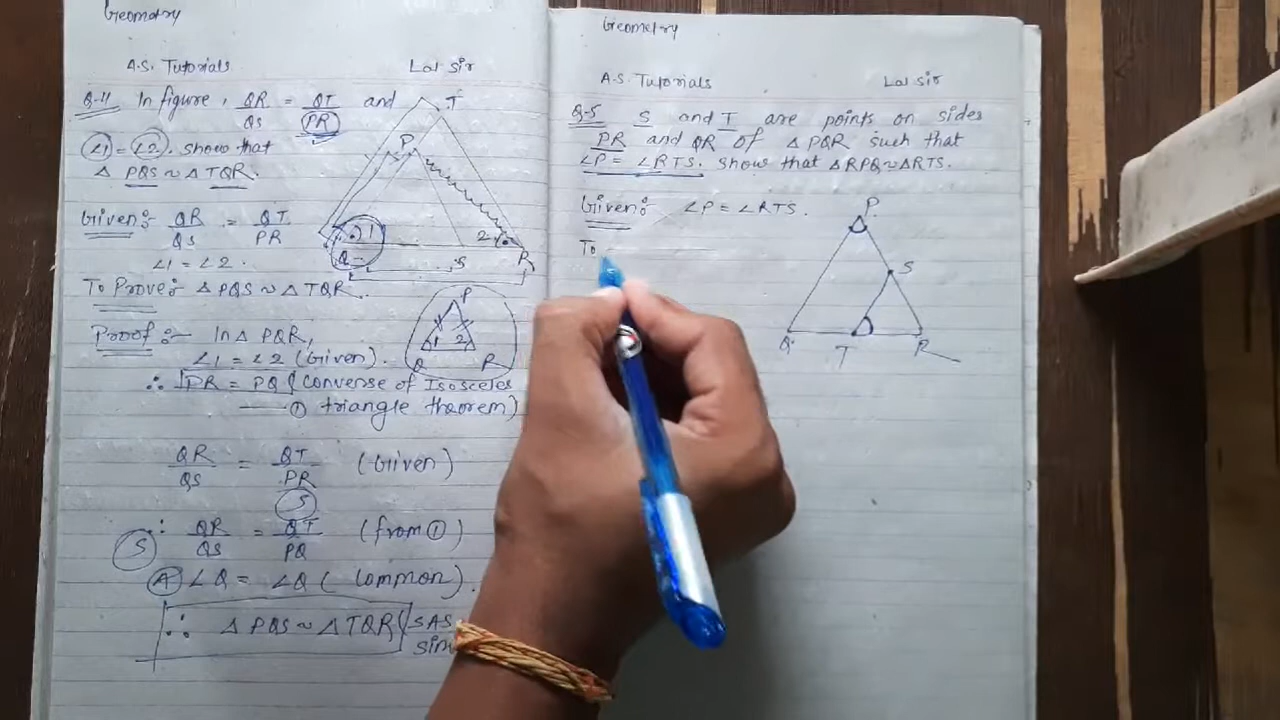 Geometry
A.S. Tutorials Lal Sir
Q-4 In figure, QR/QS = QT/PR and
∠1 = ∠2. Show that
Δ PQS ~ Δ TQR.
T
P
1
2
Q
S
R
Given:- QR/QS = QT/PR
∠1 = ∠2.
To Prove:- Δ PQS ~ Δ TQR.
Proof:- In Δ PQR,
∠1 = ∠2 (Given).
∴ PR = PQ (Converse of Isosceles
—① triangle theorem)
P
1 2
Q R
QR/QS = QT/PR (Given)
S
S ∴ QR/QS = QT/PQ (from ①)
A ∠Q = ∠Q (Common).
∴ Δ PQS ~ Δ TQR (SAS
Geometry
A.S. Tutorials Lal Sir
Q-5 S and T are points on sides
PR and QR of Δ PQR such that
∠P = ∠RTS. Show that ΔRPQ ~ ΔRTS.
Given:- ∠P = ∠RTS.
To
P
S
Q T R